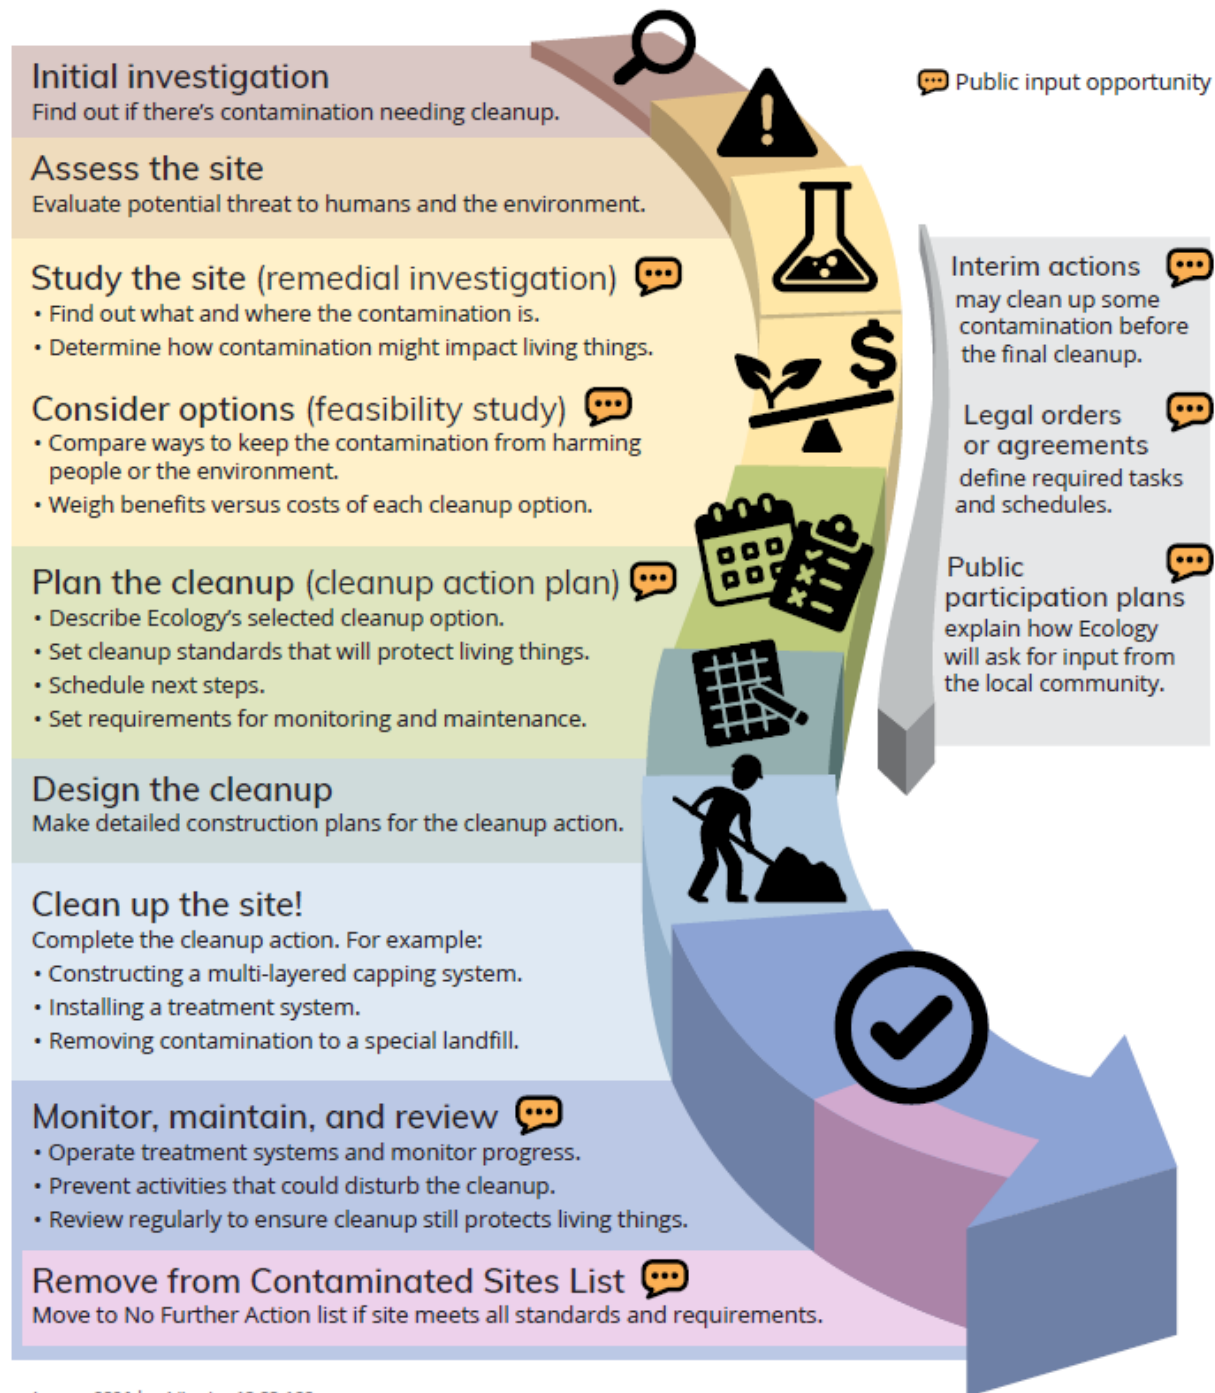 Initial investigation
Find out if there's contamination needing cleanup.
Public input opportunity
Assess the site
Evaluate potential threat to humans and the environment.
Study the site (remedial investigation)
• Find out what and where the contamination is.
• Determine how contamination might impact living things.
Consider options (feasibility study)
• Compare ways to keep the contamination from harming
people or the environment.
• Weigh benefits versus costs of each cleanup option.
Plan the cleanup (cleanup action plan)
• Describe Ecology's selected cleanup option.
• Set cleanup standards that will protect living things.
• Schedule next steps.
• Set requirements for monitoring and maintenance.
Design the cleanup
Make detailed construction plans for the cleanup action.
Clean up the site!
Complete the cleanup action. For example:
• Constructing a multi-layered capping system.
• Installing a treatment system.
• Removing contamination to a special landfill.
Monitor, maintain, and review
• Operate treatment systems and monitor progress.
• Prevent activities that could disturb the cleanup.
• Review regularly to ensure cleanup still protects living things.
Remove from Contaminated Sites List
Move to No Further Action list if site meets all standards and requirements.
Interim actions
may clean up some
contamination before
the final cleanup.
Legal orders
or agreements
define required tasks
and schedules.
Public
participation plans
explain how Ecology
will ask for input from
the local community.
$